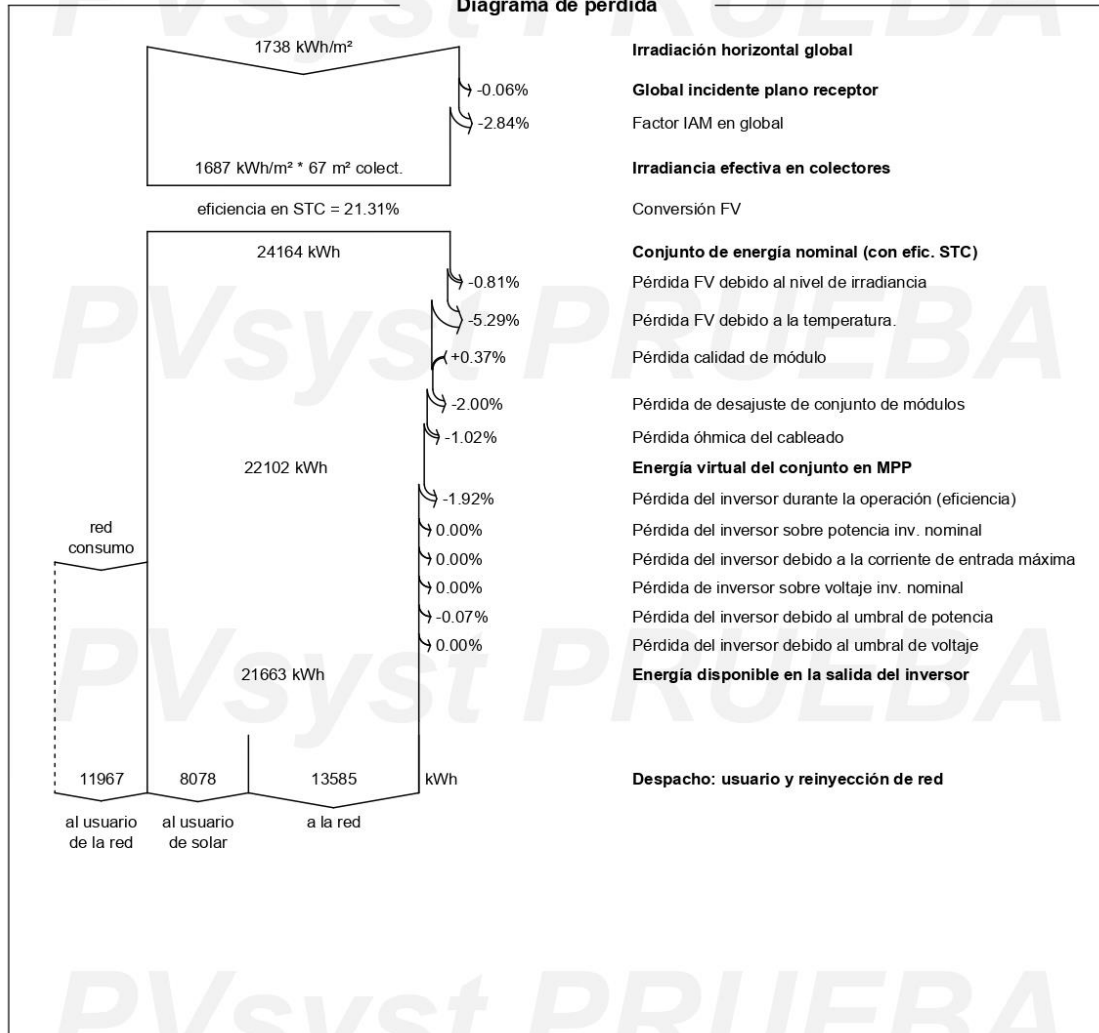 Diagrama de pérdida
1738 kWh/m²
Irradiación horizontal global
-0.06%
Global incidente plano receptor
-2.84%
Factor IAM en global
1687 kWh/m² * 67 m² colect.
Irradiancia efectiva en colectores
eficiencia en STC = 21.31%
Conversión FV
24164 kWh
Conjunto de energía nominal (con efic. STC)
-0.81%
Pérdida FV debido al nivel de irradiancia
-5.29%
Pérdida FV debido a la temperatura.
+0.37%
Pérdida calidad de módulo
-2.00%
Pérdida de desajuste de conjunto de módulos
-1.02%
Pérdida óhmica del cableado
22102 kWh
Energía virtual del conjunto en MPP
-1.92%
Pérdida del inversor durante la operación (eficiencia)
red
consumo
0.00%
Pérdida del inversor sobre potencia inv. nominal
0.00%
Pérdida del inversor debido a la corriente de entrada máxima
0.00%
Pérdida de inversor sobre voltaje inv. nominal
-0.07%
Pérdida del inversor debido al umbral de potencia
0.00%
Pérdida del inversor debido al umbral de voltaje
21663 kWh
Energía disponible en la salida del inversor
11967
8078
13585
kWh
Despacho: usuario y reinyección de red
al usuario
de la red
al usuario
de solar
a la red
PVsyst PRUEBA
PVsyst PRUEBA
PVsyst PRUEBA
PVsyst PRUEBA